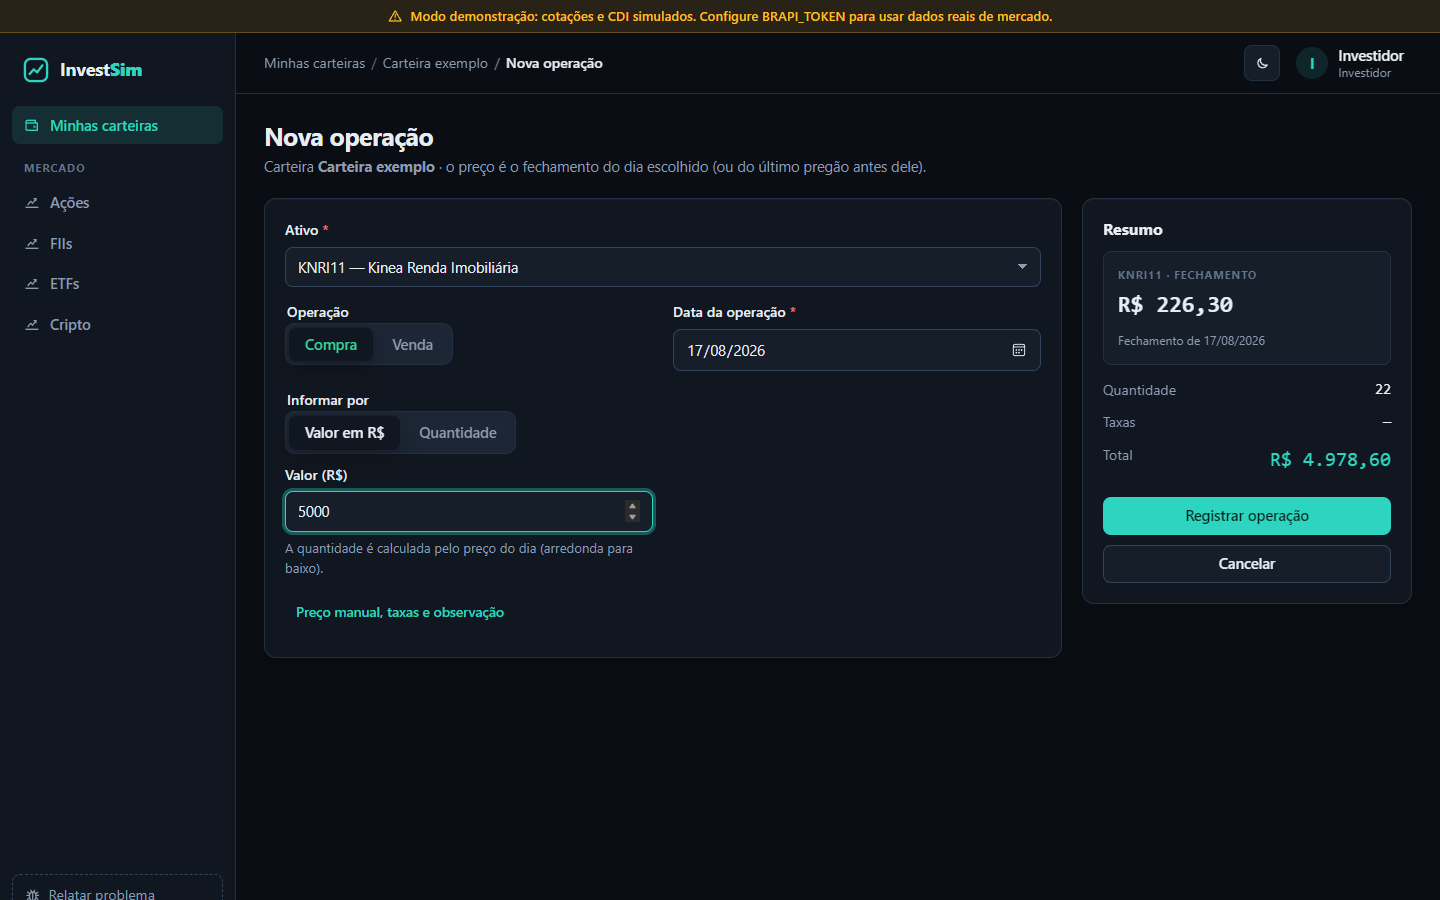 Modo demonstração: cotações e CDI simulados. Configure BRAPI_TOKEN para usar dados reais de mercado.
InvestSim
Minhas carteiras / Carteira exemplo / Nova operação
I
Investidor
Investidor
Minhas carteiras
MERCADO
Ações
FIIs
ETFs
Cripto
Relatar problema
Nova operação
Carteira Carteira exemplo · o preço é o fechamento do dia escolhido (ou do último pregão antes dele).
Ativo *
KNRI11 — Kinea Renda Imobiliária
Operação
Compra Venda
Data da operação *
17/08/2026
Informar por
Valor em R$ Quantidade
Valor (R$)
5000
A quantidade é calculada pelo preço do dia (arredonda para
baixo).
Preço manual, taxas e observação
Resumo
KNRI11 · FECHAMENTO
R$ 226,30
Fechamento de 17/08/2026
Quantidade 22
Taxas —
Total R$ 4.978,60
Registrar operação
Cancelar